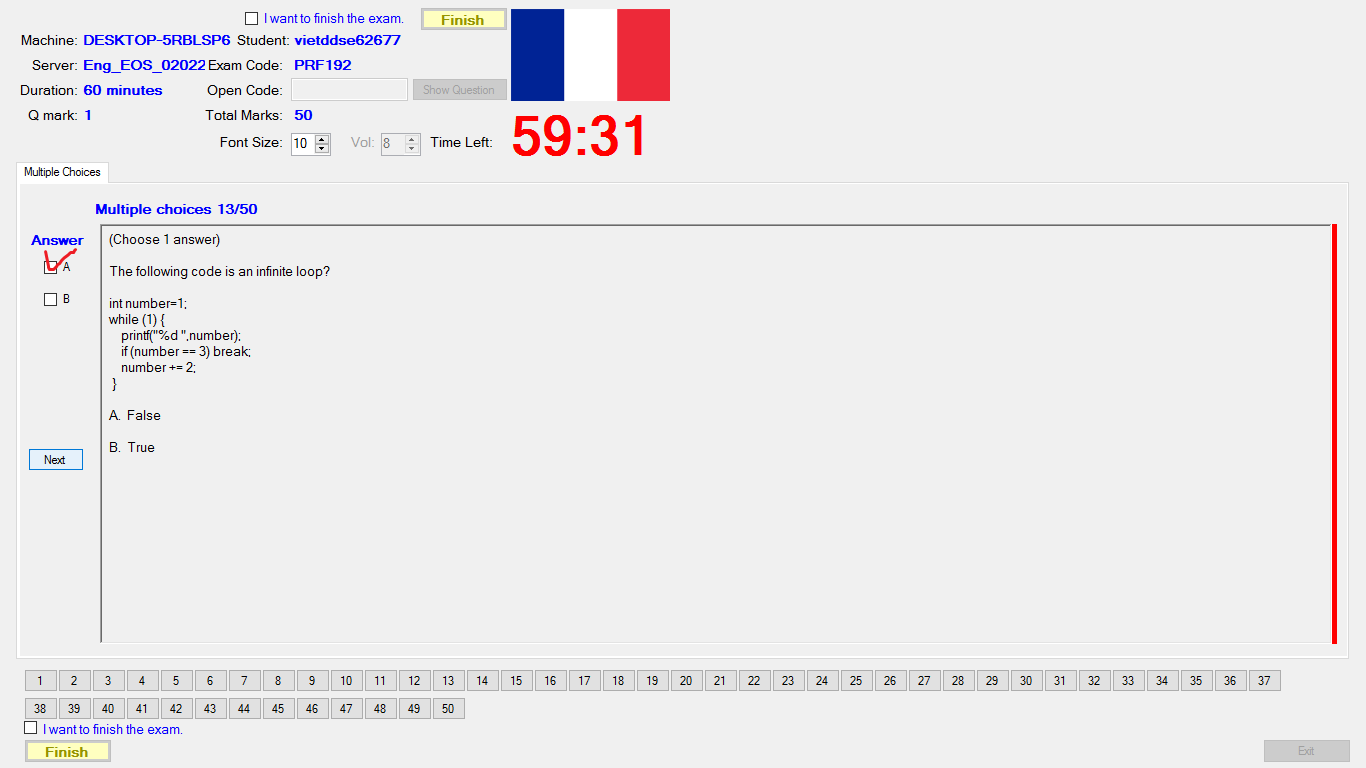 I want to finish the exam. Finish
Machine: DESKTOP-5RBLSP6 Student: vietddse62677
Server: Eng_EOS_02022 Exam Code: PRF192
Duration: 60 minutes Open Code: Show Question
Q mark: 1 Total Marks: 50
Font Size: 10 Vol: 8 Time Left: 59:31
Multiple Choices
Multiple choices 13/50
Answer
A
B
Next
(Choose 1 answer)
The following code is an infinite loop?
int number=1;
while (1) {
printf("%d ",number);
if (number == 3) break;
number += 2;
}
A. False
B. True
1 2 3 4 5 6 7 8 9 10 11 12 13 14 15 16 17 18 19 20 21 22 23 24 25 26 27 28 29 30 31 32 33 34 35 36 37
38 39 40 41 42 43 44 45 46 47 48 49 50
I want to finish the exam.
Finish
Exit